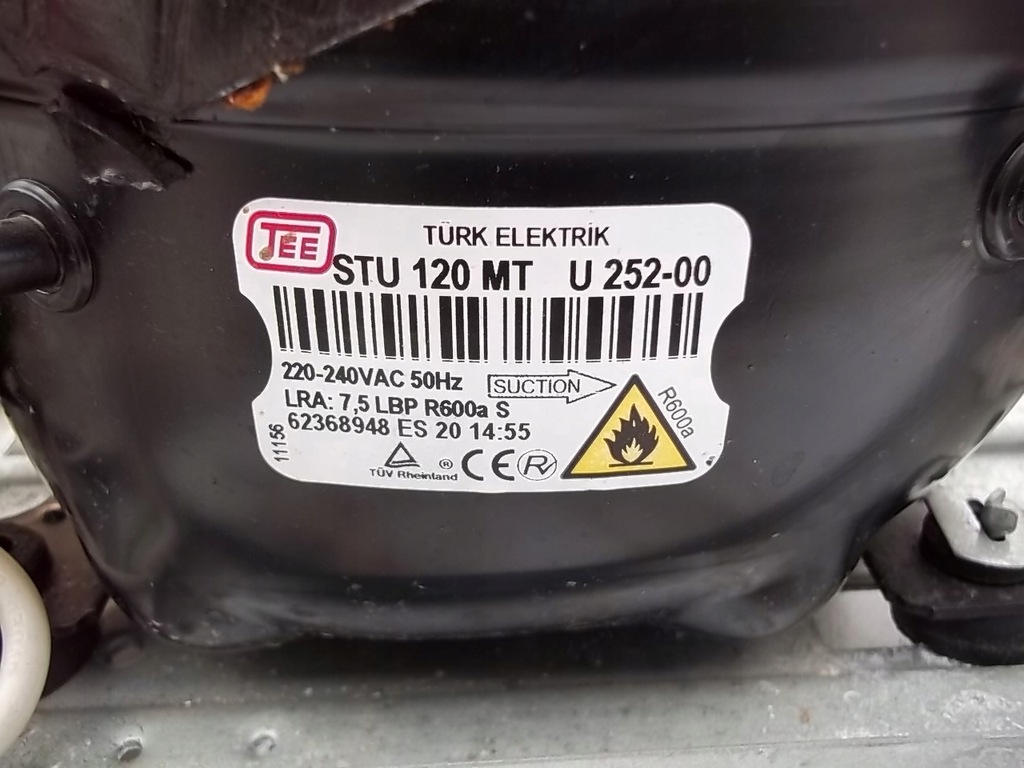 TEE
TÜRK ELEKTRİK
STU 120 MT U 252-00
220-240VAC 50Hz
SUCTION
LRA: 7,5 LBP R600a S
62368948 ES 20 14:55
R600a
11156
TÜV Rheinland ® CE